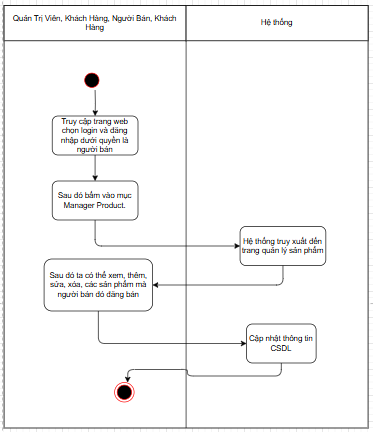 Quản Trị Viên, Khách Hàng, Người Bán, Khách
Hàng
Hệ thống
Truy cập trang web
chọn login và đăng
nhập dưới quyền là
người bán
Sau đó bấm vào mục
Manager Product.
Hệ thống truy xuất đến
trang quản lý sản phẩm
Sau đó ta có thể xem, thêm,
sửa, xóa, các sản phẩm mà
người bán đó đăng bán
Cập nhật thông tin
CSDL